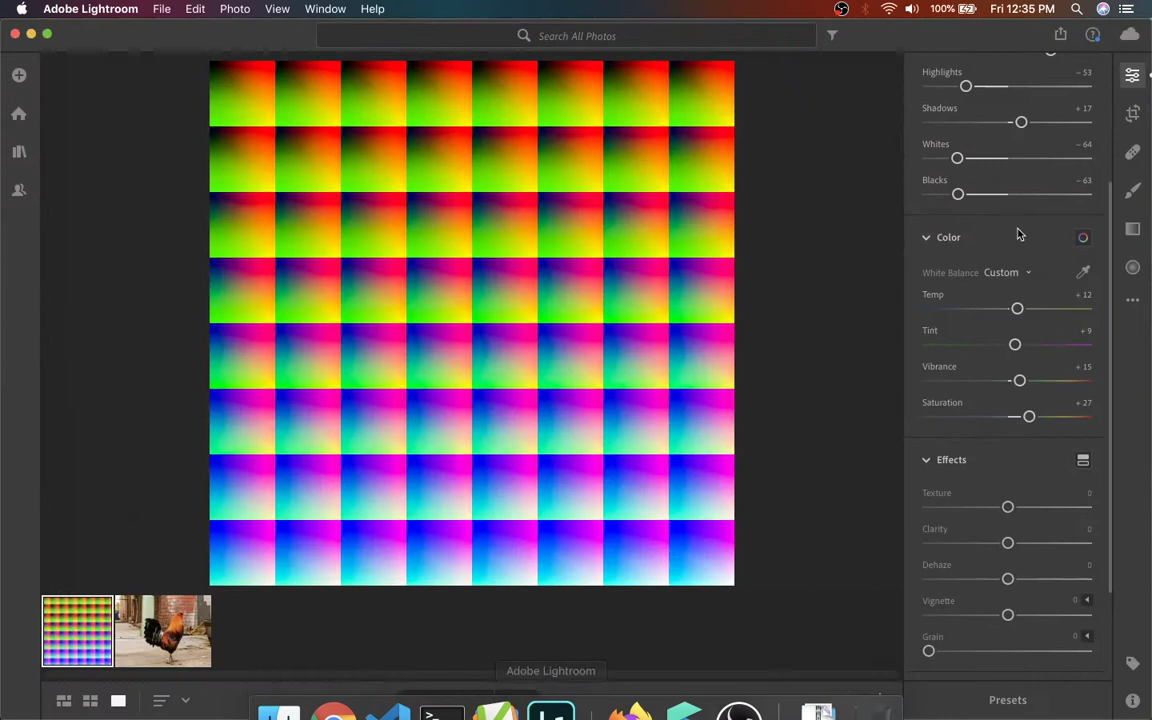 Adobe Lightroom File Edit Photo View Window Help 100% Fri 12:35 PM
Search All Photos
Highlights - 53
Shadows + 17
Whites - 64
Blacks - 63
Color
White Balance Custom
Temp + 12
Tint + 9
Vibrance + 15
Saturation + 27
Effects
Texture 0
Clarity 0
Dehaze 0
Vignette 0
Grain 0
Adobe Lightroom
Presets
Lr